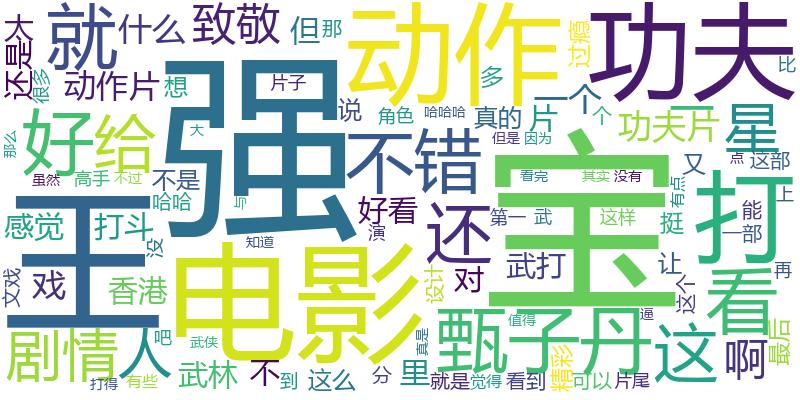 还是
大
很多
就
什么
致敬
但
那
动作
过瘾
功夫
比
动作片
想
片子
多
一个
个
二
强
说
角色
哈哈哈
真的
片
功夫片
星
那么
好
给
大
不错
但是
因为
宝
又
点
这部
虽然
高手
不过
不是
看完
其实
没有
打
上
王
哈哈
与
好看
还
第一
武
这样
有点
挺
能
一部
感觉
打斗
没
演
知道
电影
武打
让
看
再
文戏
戏
香港
设计
对
这个
剧情
人
吧
武侠
真是
甄子丹
值得
逼
这
啊
最后
打得
有些
武林
不
到
这么
分
里
就是
觉得
看到
精彩
可以
片尾